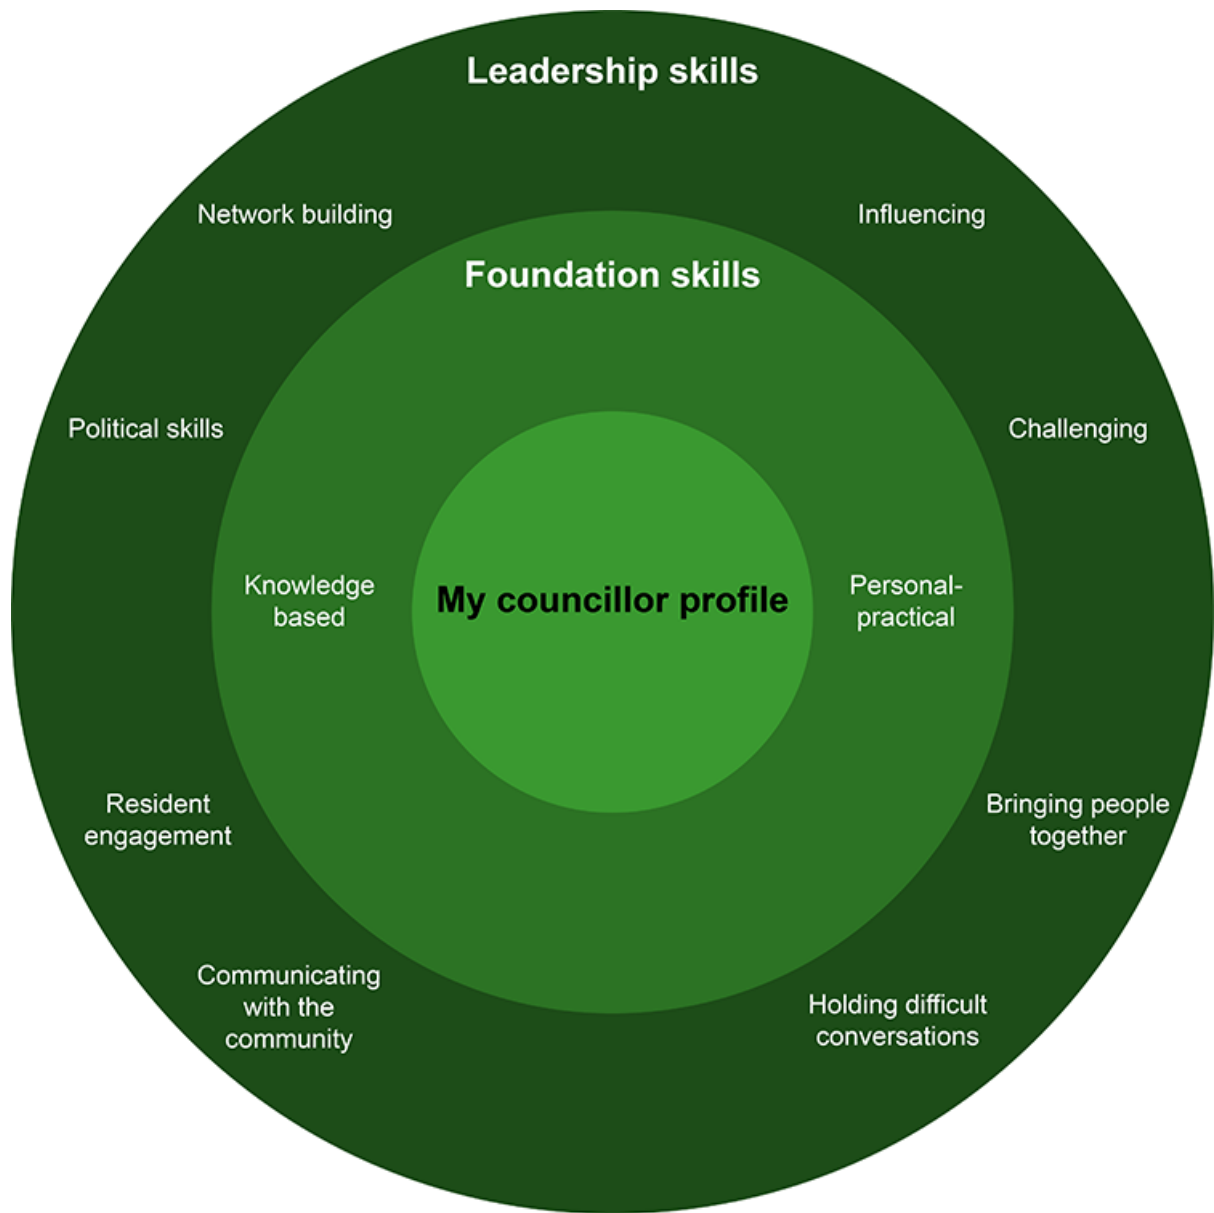 Leadership skills
Network building
Influencing
Foundation skills
Political skills
Challenging
Knowledge
based
My councillor profile
Personal-
practical
Resident
engagement
Bringing people
together
Communicating
with the
community
Holding difficult
conversations